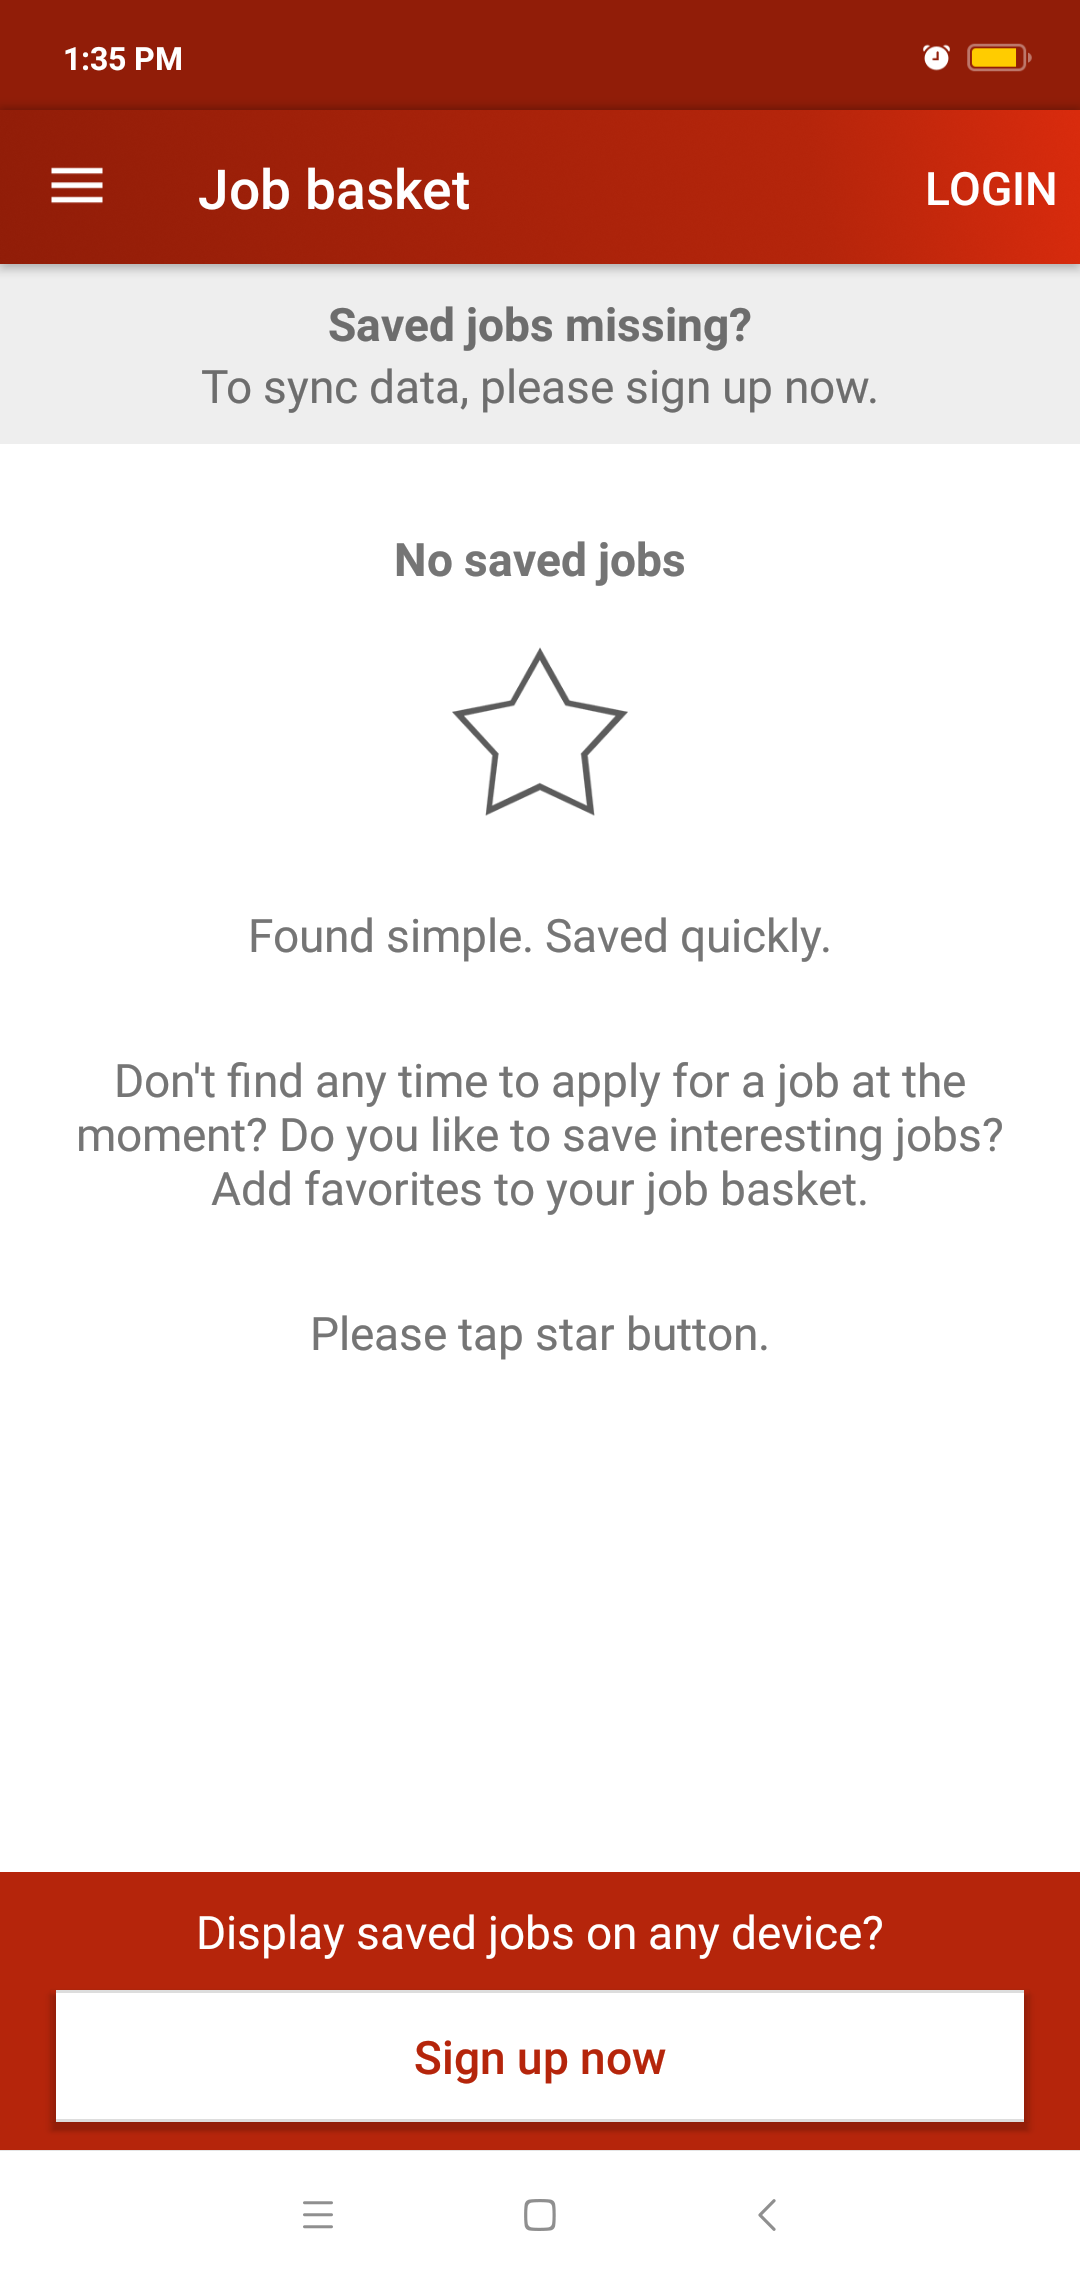 1:35 PM
Job basket
LOGIN
Saved jobs missing?
To sync data, please sign up now.
No saved jobs
Found simple. Saved quickly.
Don't find any time to apply for a job at the
moment? Do you like to save interesting jobs?
Add favorites to your job basket.
Please tap star button.
Display saved jobs on any device?
Sign up now